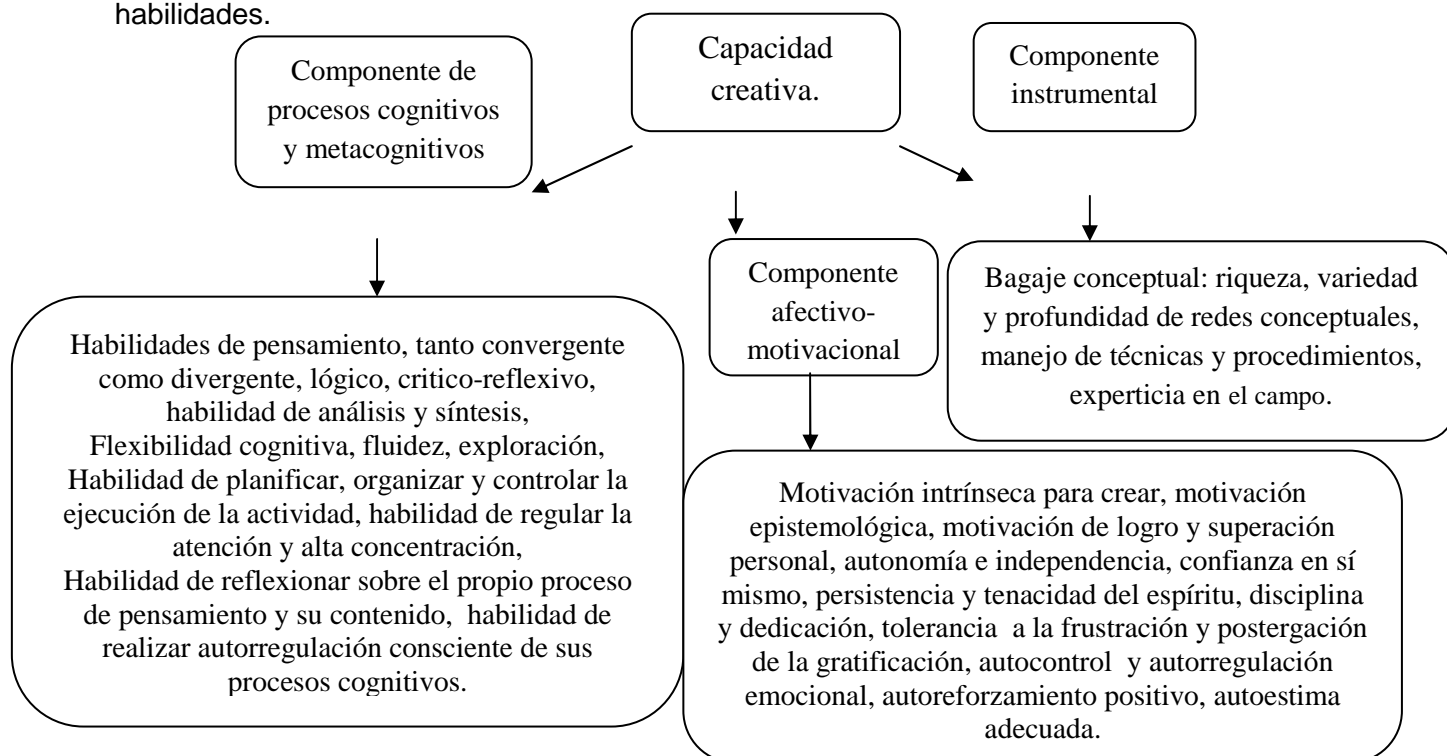 habilidades.
Componente de
procesos cognitivos
y metacognitivos
Capacidad
creativa.
Componente
instrumental
Componente
afectivo-
motivacional
Bagaje conceptual: riqueza, variedad
y profundidad de redes conceptuales,
manejo de técnicas y procedimientos,
experticia en el campo.
Habilidades de pensamiento, tanto convergente
como divergente, lógico, critico-reflexivo,
habilidad de análisis y síntesis,
Flexibilidad cognitiva, fluidez, exploración,
Habilidad de planificar, organizar y controlar la
ejecución de la actividad, habilidad de regular la
atención y alta concentración,
Habilidad de reflexionar sobre el propio proceso
de pensamiento y su contenido, habilidad de
realizar autorregulación consciente de sus
procesos cognitivos.
Motivación intrínseca para crear, motivación
epistemológica, motivación de logro y superación
personal, autonomía e independencia, confianza en sí
mismo, persistencia y tenacidad del espíritu, disciplina
y dedicación, tolerancia a la frustración y postergación
de la gratificación, autocontrol y autorregulación
emocional, autoreforzamiento positivo, autoestima
adecuada.